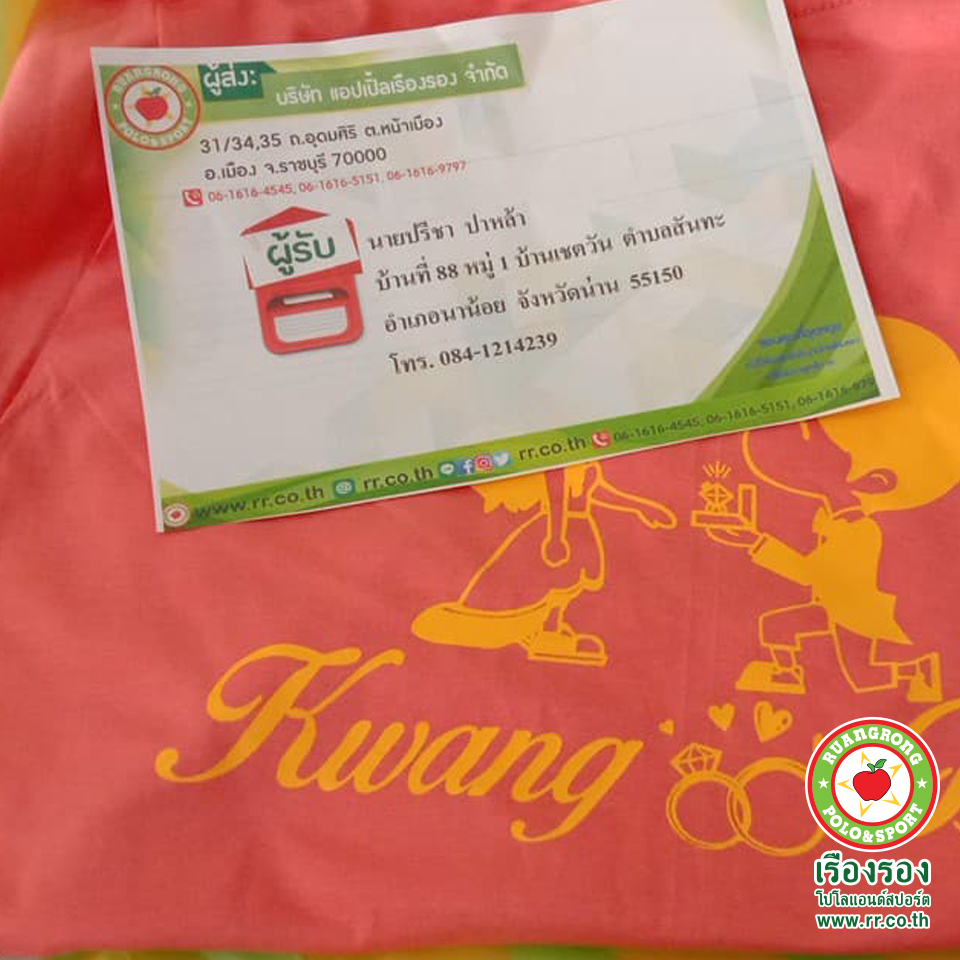 RUANGRONG
POLO&SPORT
ผู้ส่ง:
บริษัท แอปเปิ้ลเรืองรอง จำกัด
31/34,35 ถ.อุดมศิริ ต.หน้าเมือง
อ.เมือง จ.ราชบุรี 70000
06-1616-4545, 06-1616-5151, 06-1616-9797
ผู้รับ
นายปรีชา ปาหล้า
บ้านที่ 88 หมู่ 1 บ้านเชตวัน ตำบลสันทะ
อำเภอนาน้อย จังหวัดน่าน 55150
โทร. 084-1214239
www.rr.co.th rr.co.th rr.co.th 06-1616-4545, 06-1616-5151, 06-1616-979
Kwang
RUANGRONG
POLO&SPORT
เรืองรอง
โปโลแอนด์สปอร์ต
www.rr.co.th